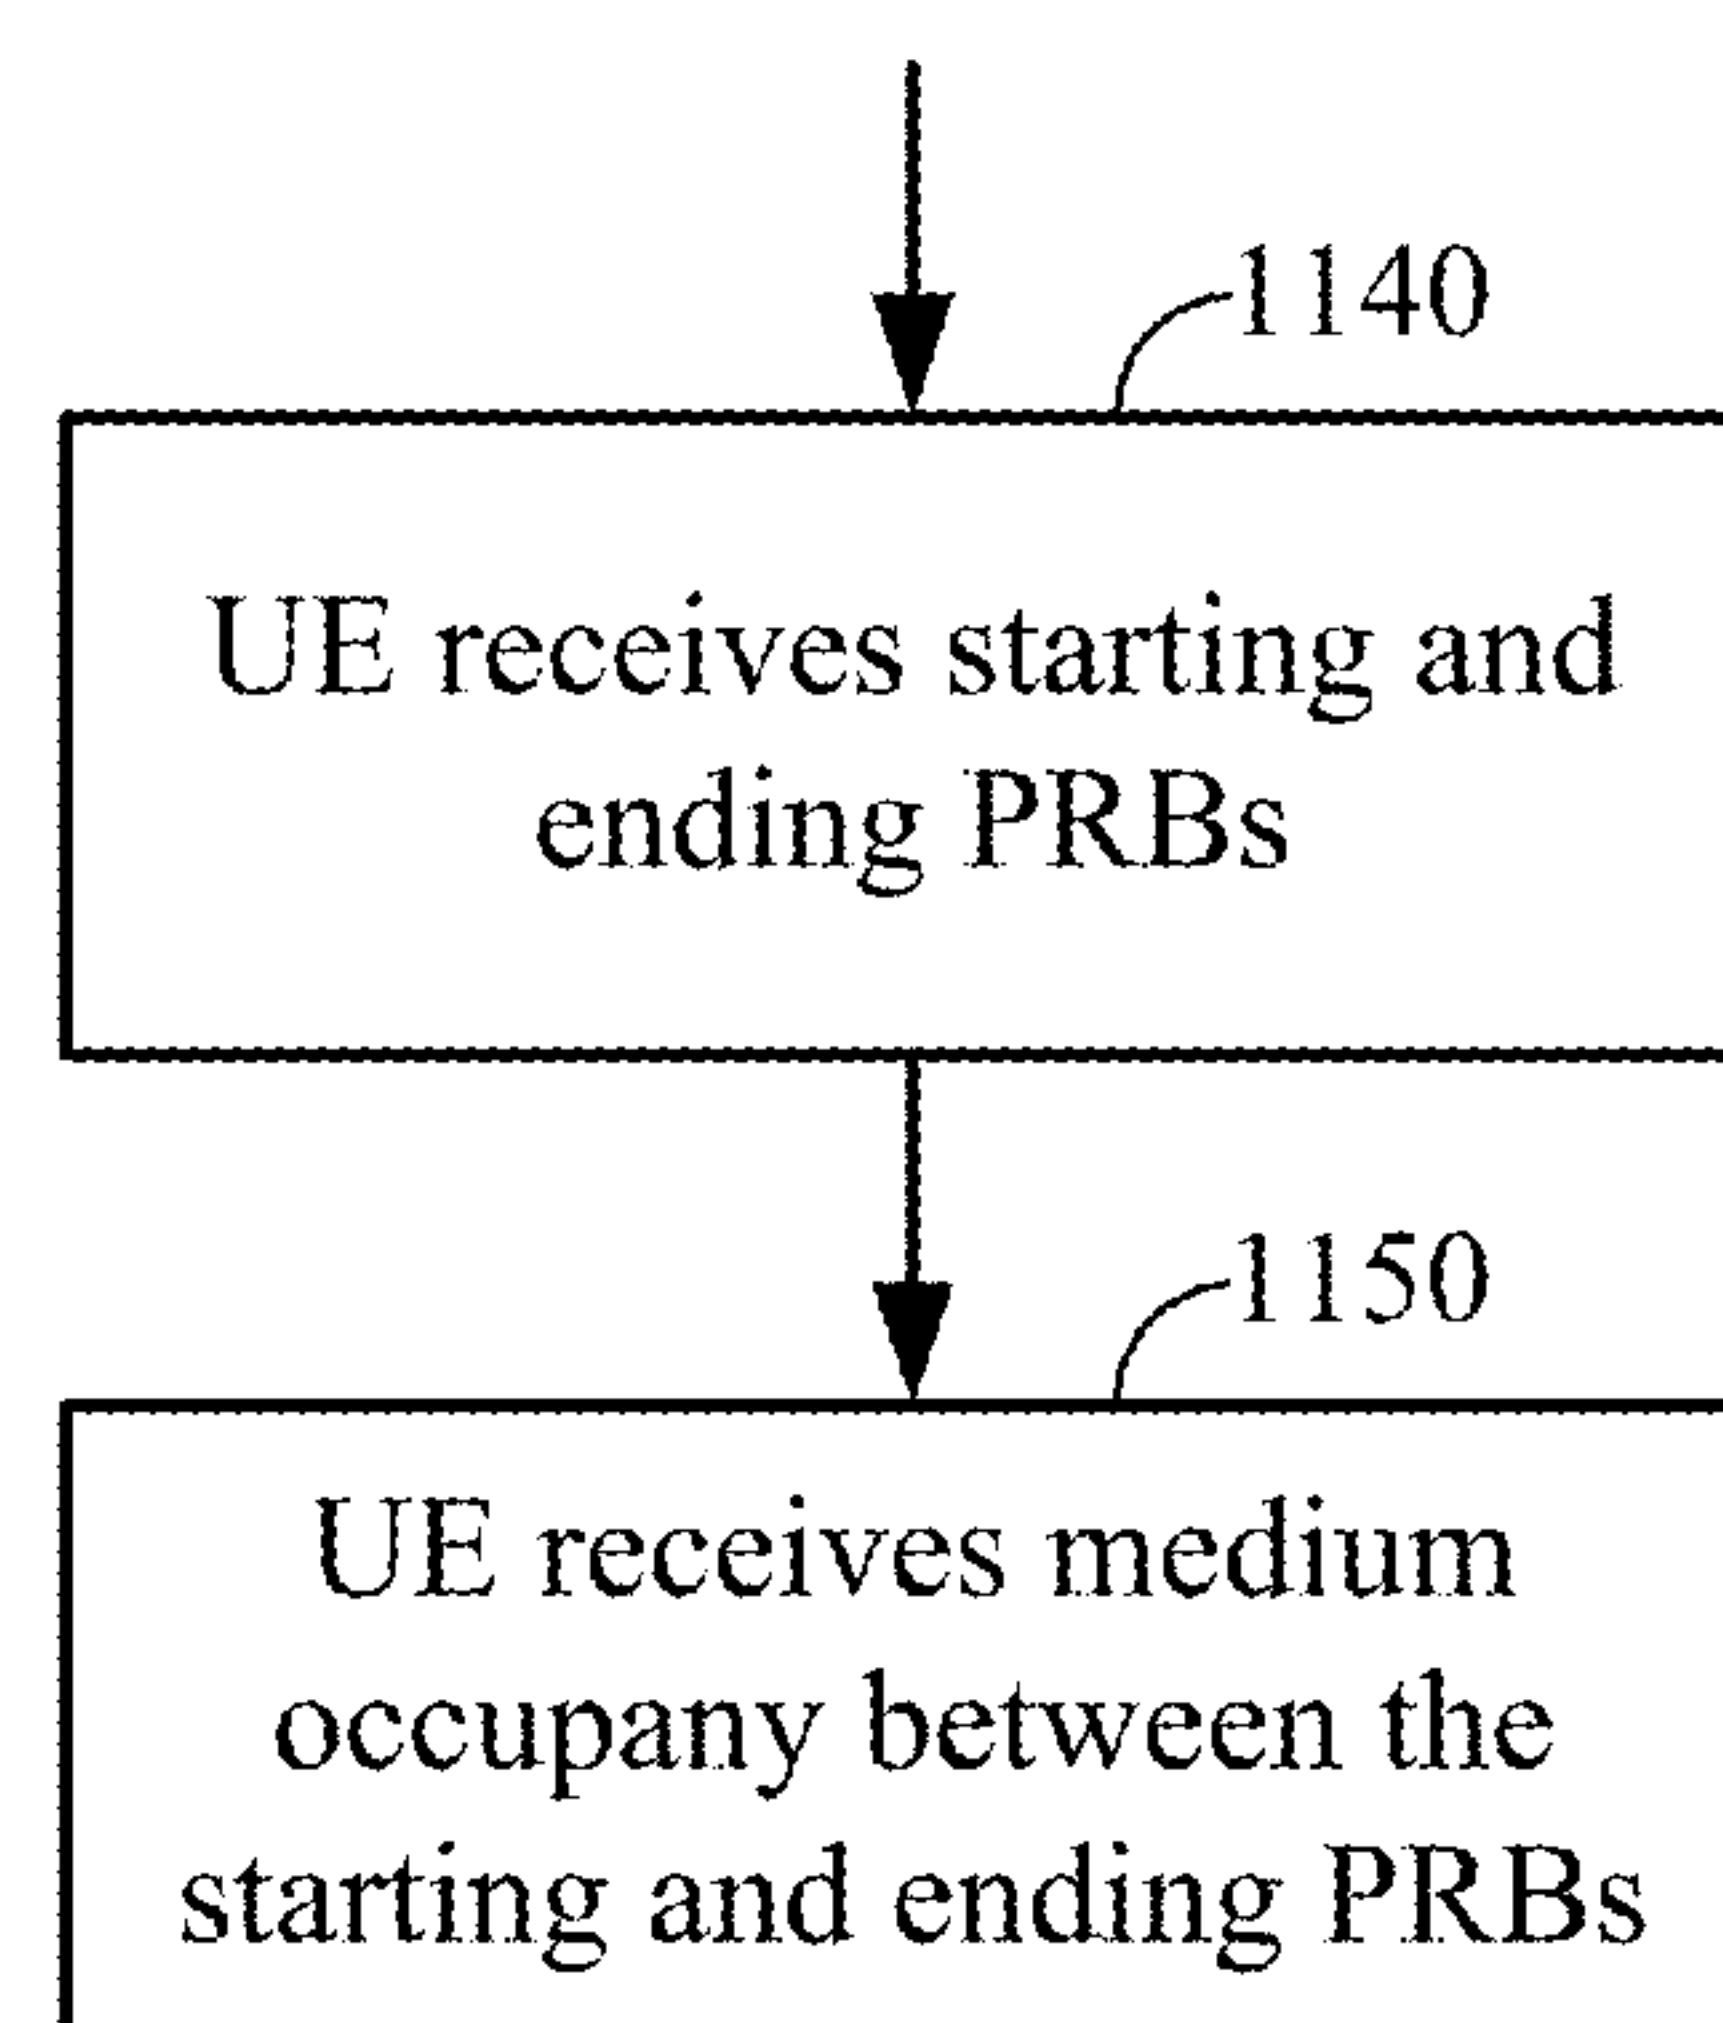 1140
UE receives starting and
ending PRBs
1150
UE receives medium
occupany between the
starting and ending PRBs